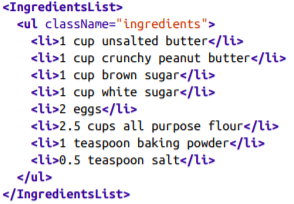 <IngredientsList>
<ul className="ingredients">
<li>1 cup unsalted butter</li>
<li>1 cup crunchy peanut butter</li>
<li>1 cup brown sugar</li>
<li>1 cup white sugar</li>
<li>2 eggs</li>
<li>2.5 cups all purpose flour</li>
<li>1 teaspoon baking powder</li>
<li>0.5 teaspoon salt</li>
</ul>
</IngredientsList>